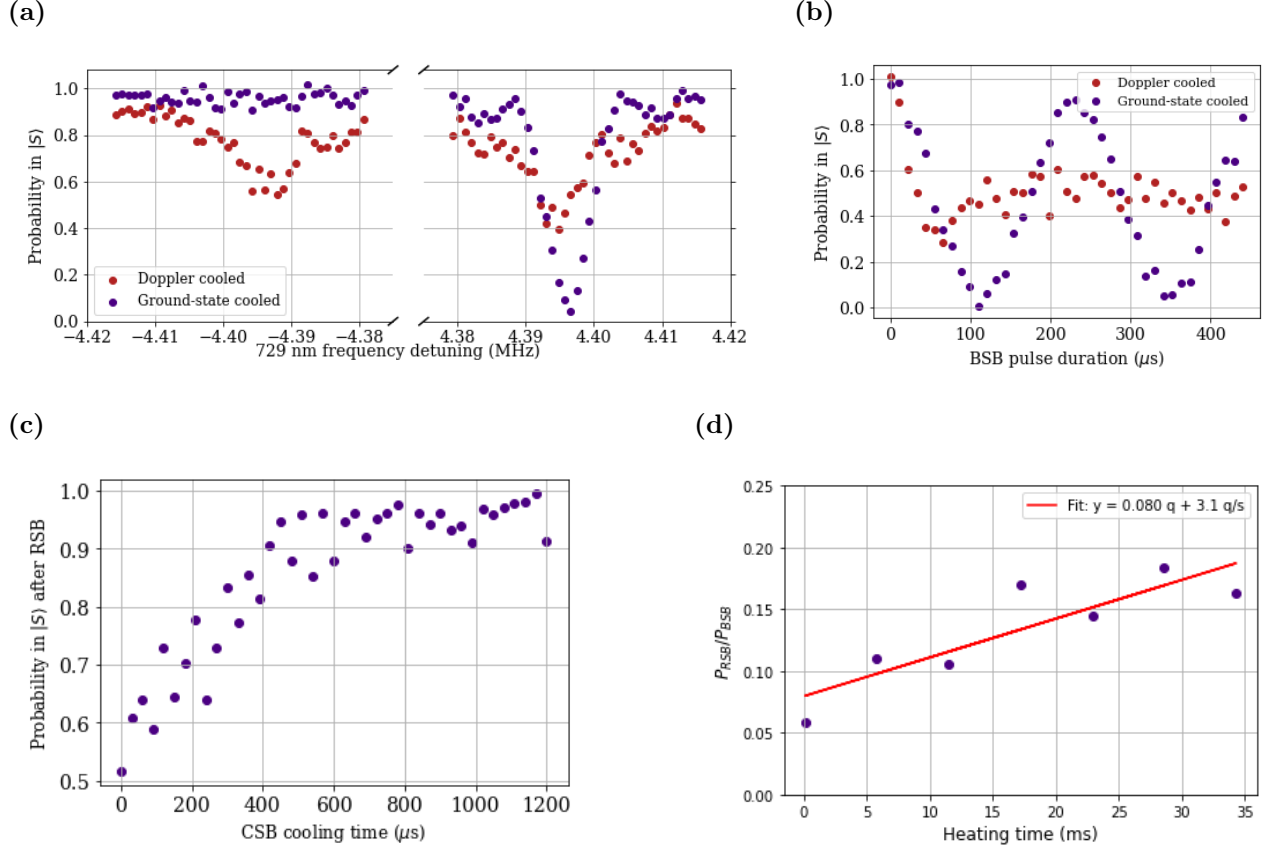 (a)
Probability in |S⟩
1.0
0.8
0.6
0.4
0.2
0.0
Doppler cooled
Ground-state cooled
−4.42 −4.41 −4.40 −4.39 −4.38 4.38 4.39 4.40 4.41 4.42
729 nm frequency detuning (MHz)
(b)
Probability in |S⟩
1.0
0.8
0.6
0.4
0.2
0.0
Doppler cooled
Ground-state cooled
0 100 200 300 400
BSB pulse duration (μs)
(c)
Probability in |S⟩ after RSB
1.0
0.9
0.8
0.7
0.6
0.5
0 200 400 600 800 1000 1200
CSB cooling time (μs)
(d)
P_RSB/P_BSB
0.25
0.20
0.15
0.10
0.05
0.00
Fit: y = 0.080 q + 3.1 q/s
0 5 10 15 20 25 30 35
Heating time (ms)